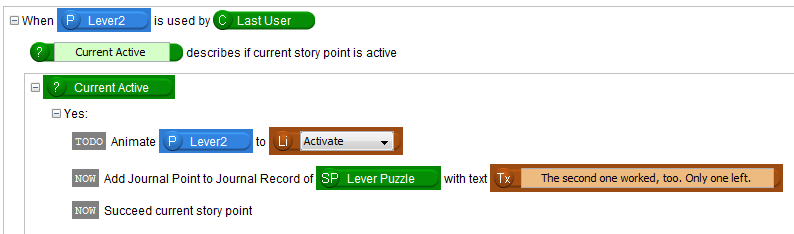 When P Lever2 is used by C Last User
? Current Active describes if current story point is active
? Current Active
Yes:
TODO Animate P Lever2 to Li Activate
NOW Add Journal Point to Journal Record of SP Lever Puzzle with text Tx The second one worked, too. Only one left.
NOW Succeed current story point